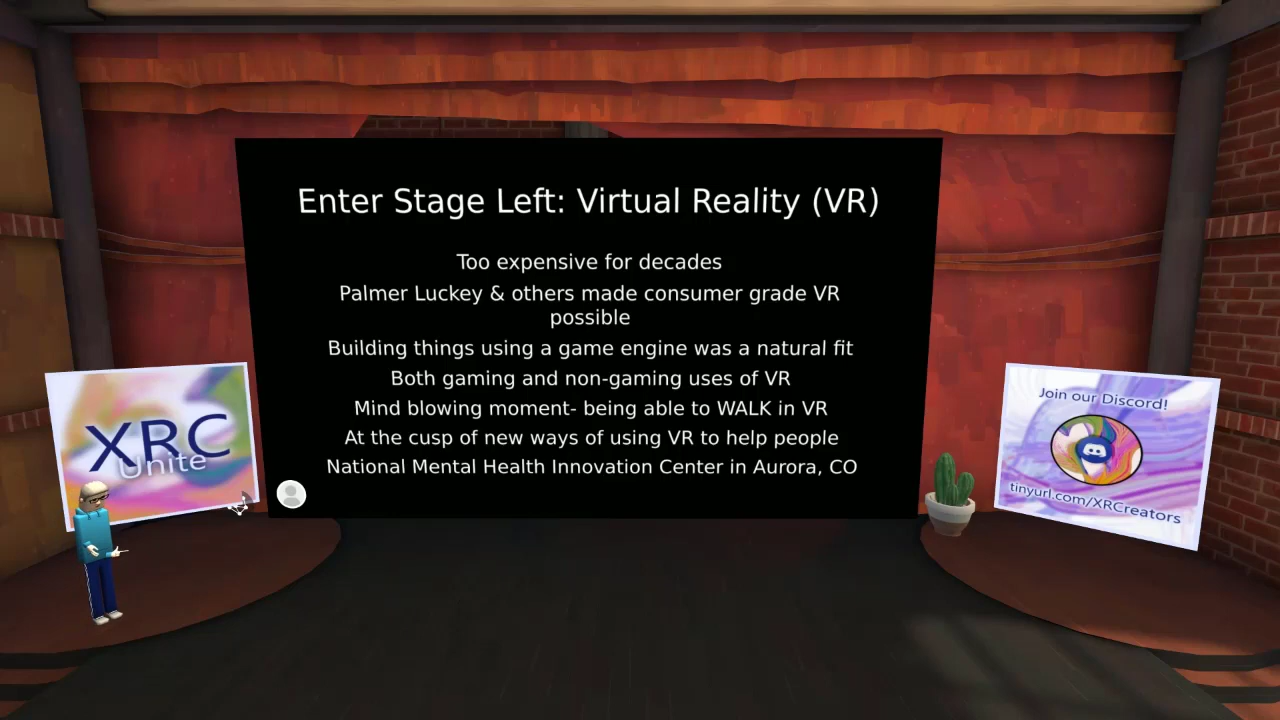 Enter Stage Left: Virtual Reality (VR)
Too expensive for decades
Palmer Luckey & others made consumer grade VR
possible
Building things using a game engine was a natural fit
Both gaming and non-gaming uses of VR
Mind blowing moment- being able to WALK in VR
At the cusp of new ways of using VR to help people
National Mental Health Innovation Center in Aurora, CO
XRC
Unite
Join our Discord!
tinyurl.com/XRCreators